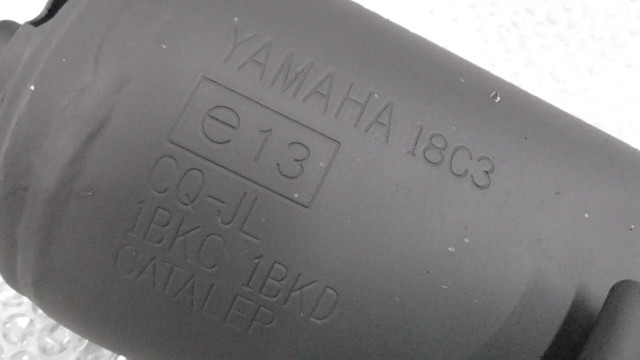 YAMAHA 18C3
e13
CQ-JL
1BKC 1BKD
CATALER